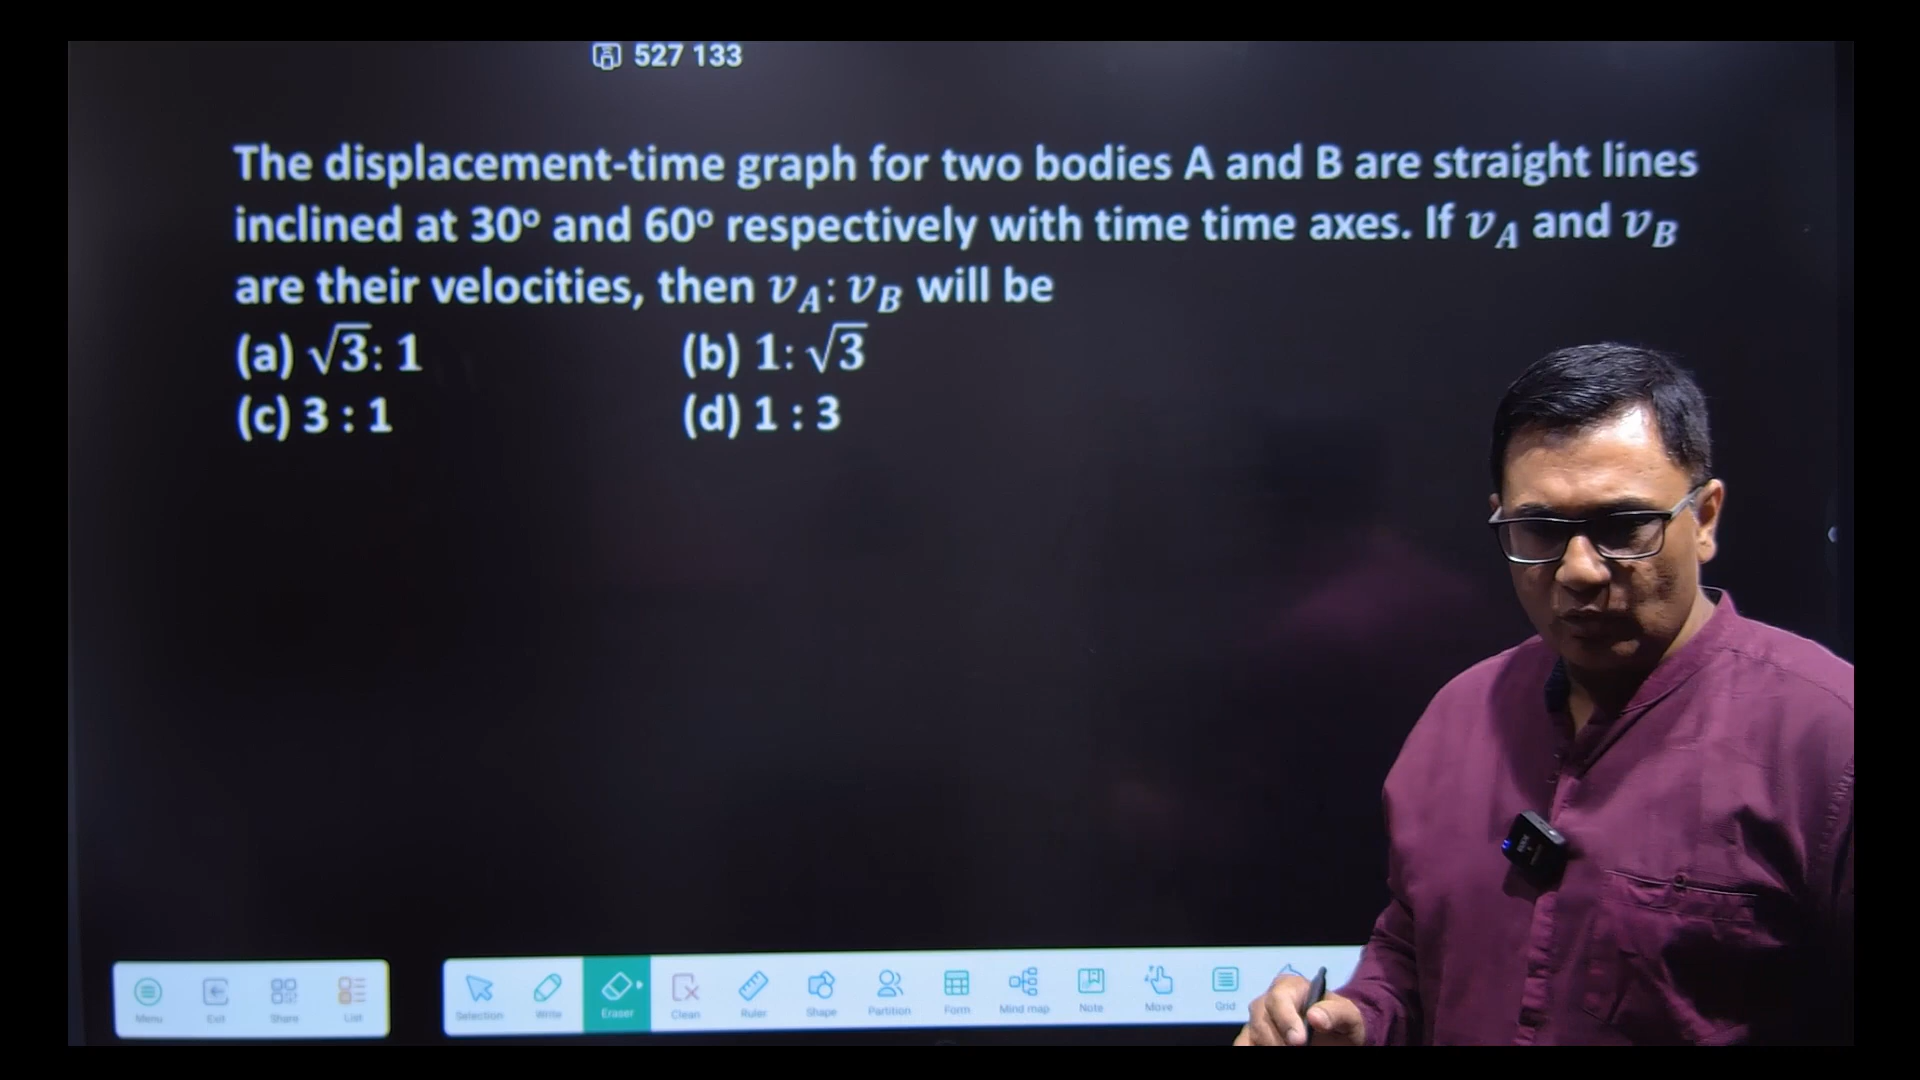 527 133
The displacement-time graph for two bodies A and B are straight lines
inclined at 30° and 60° respectively with time time axes. If v_A and v_B
are their velocities, then v_A: v_B will be
(a) √3: 1 (b) 1: √3
(c) 3 : 1 (d) 1 : 3
Menu Exit Share List Selection Write Eraser Clean Ruler Shape Partition Form Mind map Note Move Grid